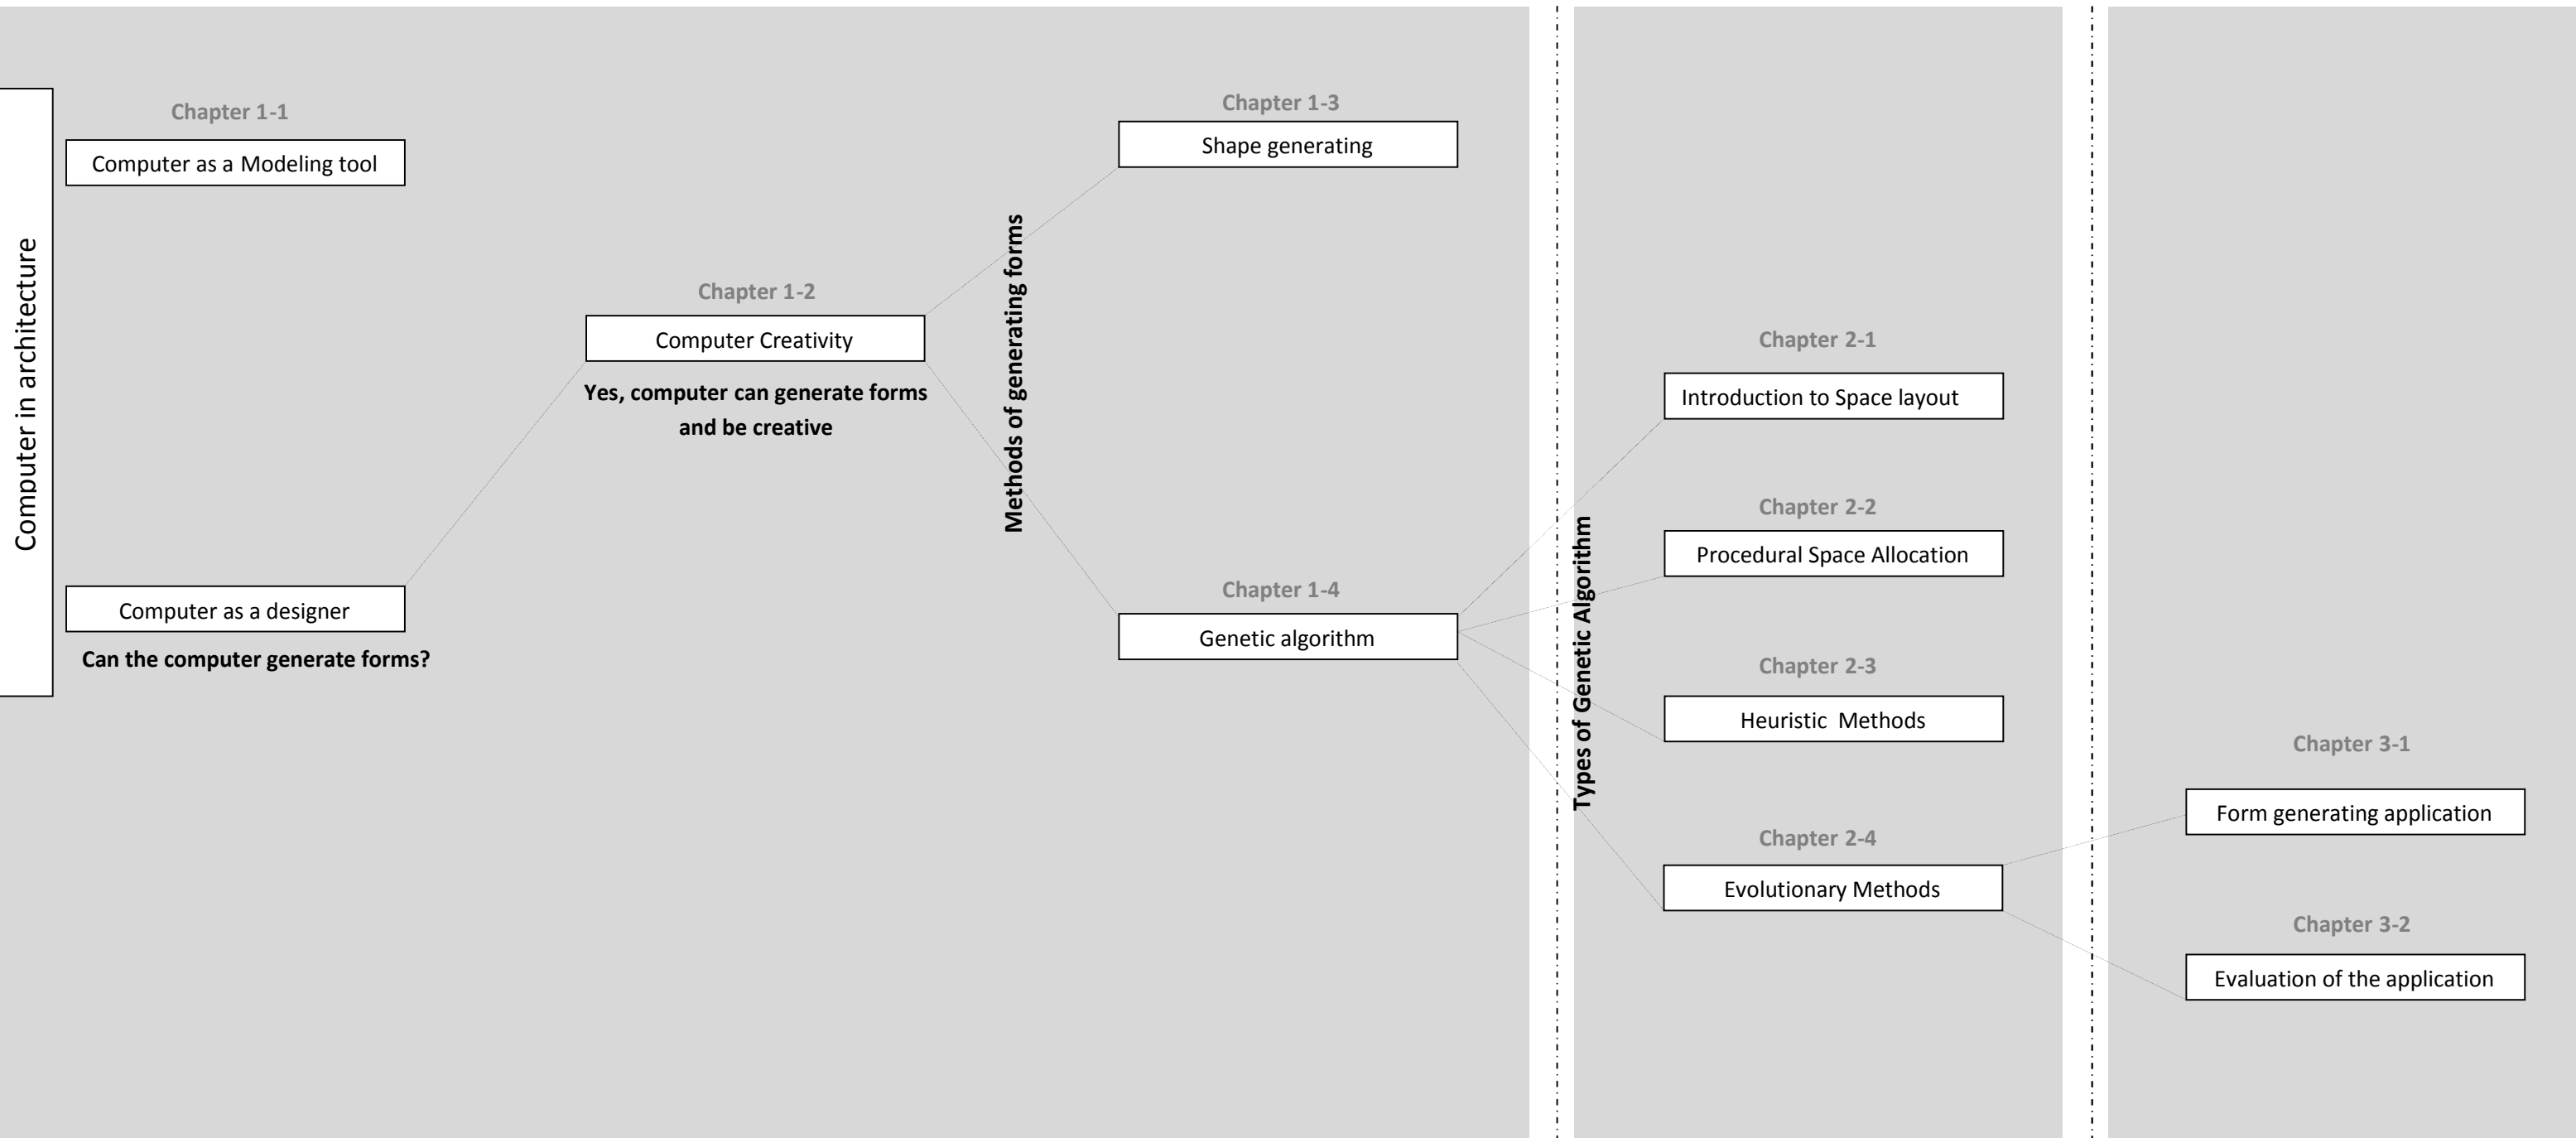 Computer in architecture
Chapter 1-1
Computer as a Modeling tool
Computer as a designer
Can the computer generate forms?
Chapter 1-2
Computer Creativity
Yes, computer can generate forms
and be creative
Methods of generating forms
Chapter 1-3
Shape generating
Chapter 1-4
Genetic algorithm
Types of Genetic Algorithm
Chapter 2-1
Introduction to Space layout
Chapter 2-2
Procedural Space Allocation
Chapter 2-3
Heuristic  Methods
Chapter 2-4
Evolutionary Methods
Chapter 3-1
Form generating application
Chapter 3-2
Evaluation of the application